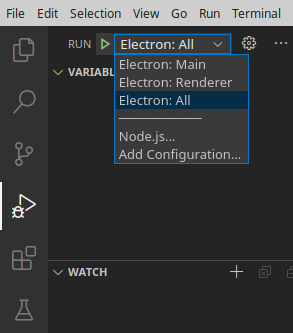 File Edit Selection View Go Run Terminal
RUN Electron: All
VARIAB
Electron: Main
Electron: Renderer
Electron: All
Node.js...
Add Configuration...
WATCH